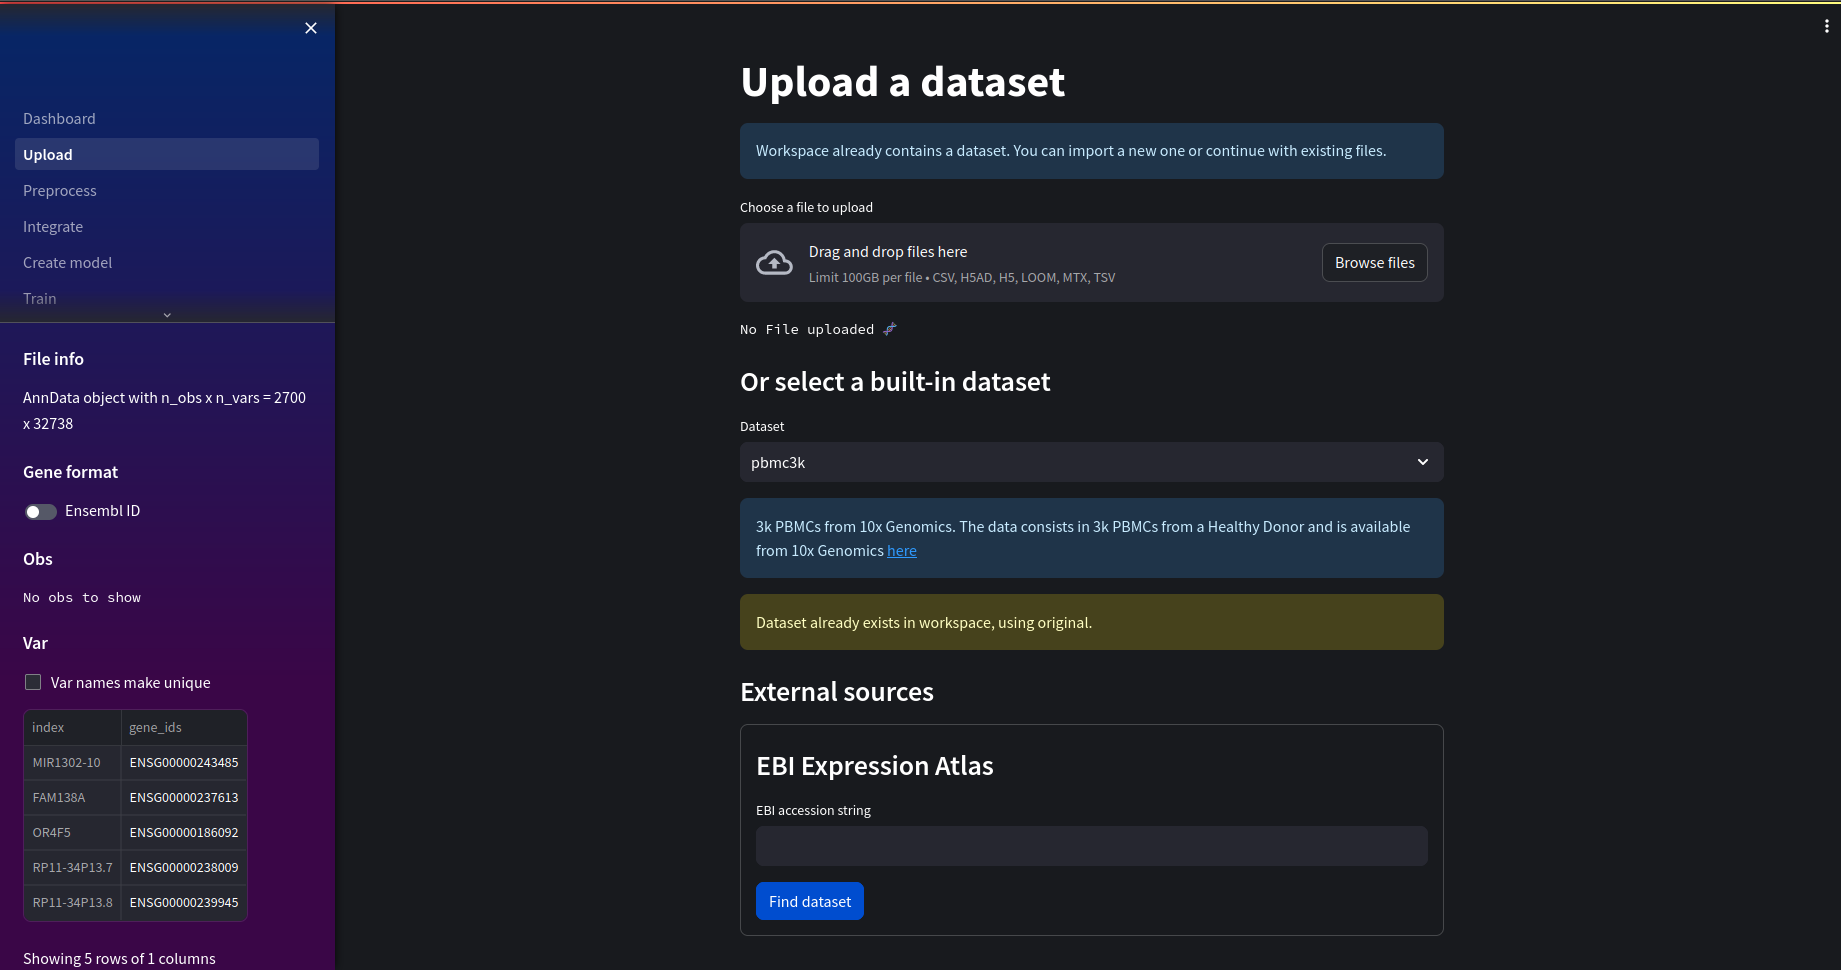 Dashboard
Upload
Preprocess
Integrate
Create model
Train
File info
AnnData object with n_obs x n_vars = 2700
x 32738
Gene format
Ensembl ID
Obs
No obs to show
Var
Var names make unique
index gene_ids
MIR1302-10 ENSG00000243485
FAM138A ENSG00000237613
OR4F5 ENSG00000186092
RP11-34P13.7 ENSG00000238009
RP11-34P13.8 ENSG00000239945
Showing 5 rows of 1 columns
Upload a dataset
Workspace already contains a dataset. You can import a new one or continue with existing files.
Choose a file to upload
Drag and drop files here
Limit 100GB per file • CSV, H5AD, H5, LOOM, MTX, TSV
Browse files
No File uploaded 🧬
Or select a built-in dataset
Dataset
pbmc3k
3k PBMCs from 10x Genomics. The data consists in 3k PBMCs from a Healthy Donor and is available
from 10x Genomics here
Dataset already exists in workspace, using original.
External sources
EBI Expression Atlas
EBI accession string
Find dataset